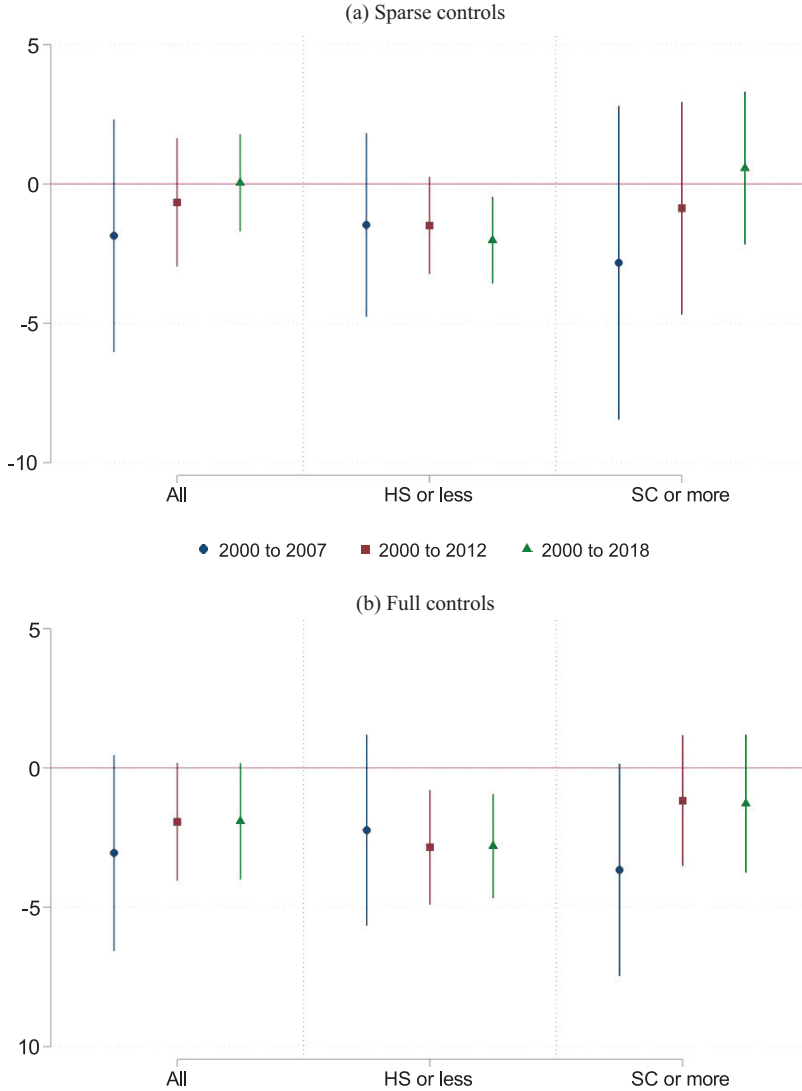 (a) Sparse controls
5
0
-5
-10
All HS or less SC or more
2000 to 2007 2000 to 2012 2000 to 2018
(b) Full controls
5
0
-5
10
All HS or less SC or more